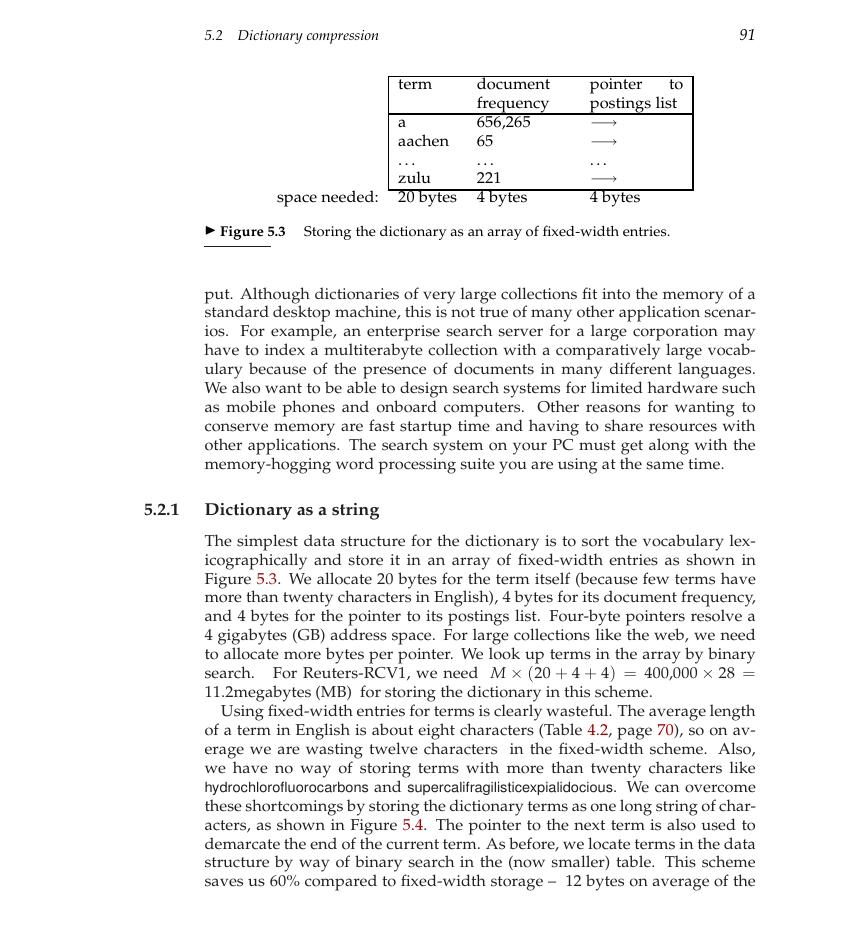 5.2 Dictionary compression 91
term document pointer to
frequency postings list
a 656,265 →
aachen 65 →
... ... ...
zulu 221 →
space needed: 20 bytes 4 bytes 4 bytes
▶ Figure 5.3 Storing the dictionary as an array of fixed-width entries.
put. Although dictionaries of very large collections fit into the memory of a
standard desktop machine, this is not true of many other application scenar-
ios. For example, an enterprise search server for a large corporation may
have to index a multiterabyte collection with a comparatively large vocab-
ulary because of the presence of documents in many different languages.
We also want to be able to design search systems for limited hardware such
as mobile phones and onboard computers. Other reasons for wanting to
conserve memory are fast startup time and having to share resources with
other applications. The search system on your PC must get along with the
memory-hogging word processing suite you are using at the same time.
5.2.1 Dictionary as a string
The simplest data structure for the dictionary is to sort the vocabulary lex-
icographically and store it in an array of fixed-width entries as shown in
Figure 5.3. We allocate 20 bytes for the term itself (because few terms have
more than twenty characters in English), 4 bytes for its document frequency,
and 4 bytes for the pointer to its postings list. Four-byte pointers resolve a
4 gigabytes (GB) address space. For large collections like the web, we need
to allocate more bytes per pointer. We look up terms in the array by binary
search. For Reuters-RCV1, we need M × (20 + 4 + 4) = 400,000 × 28 =
11.2megabytes (MB) for storing the dictionary in this scheme.
Using fixed-width entries for terms is clearly wasteful. The average length
of a term in English is about eight characters (Table 4.2, page 70), so on av-
erage we are wasting twelve characters in the fixed-width scheme. Also,
we have no way of storing terms with more than twenty characters like
hydrochlorofluorocarbons and supercalifragilisticexpialidocious. We can overcome
these shortcomings by storing the dictionary terms as one long string of char-
acters, as shown in Figure 5.4. The pointer to the next term is also used to
demarcate the end of the current term. As before, we locate terms in the data
structure by way of binary search in the (now smaller) table. This scheme
saves us 60% compared to fixed-width storage – 12 bytes on average of the